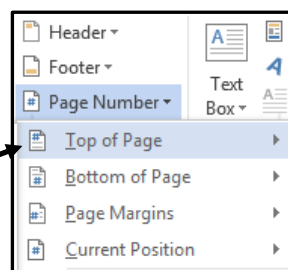 Header
Footer
Page Number
Text
Box
Top of Page
Bottom of Page
Page Margins
Current Position